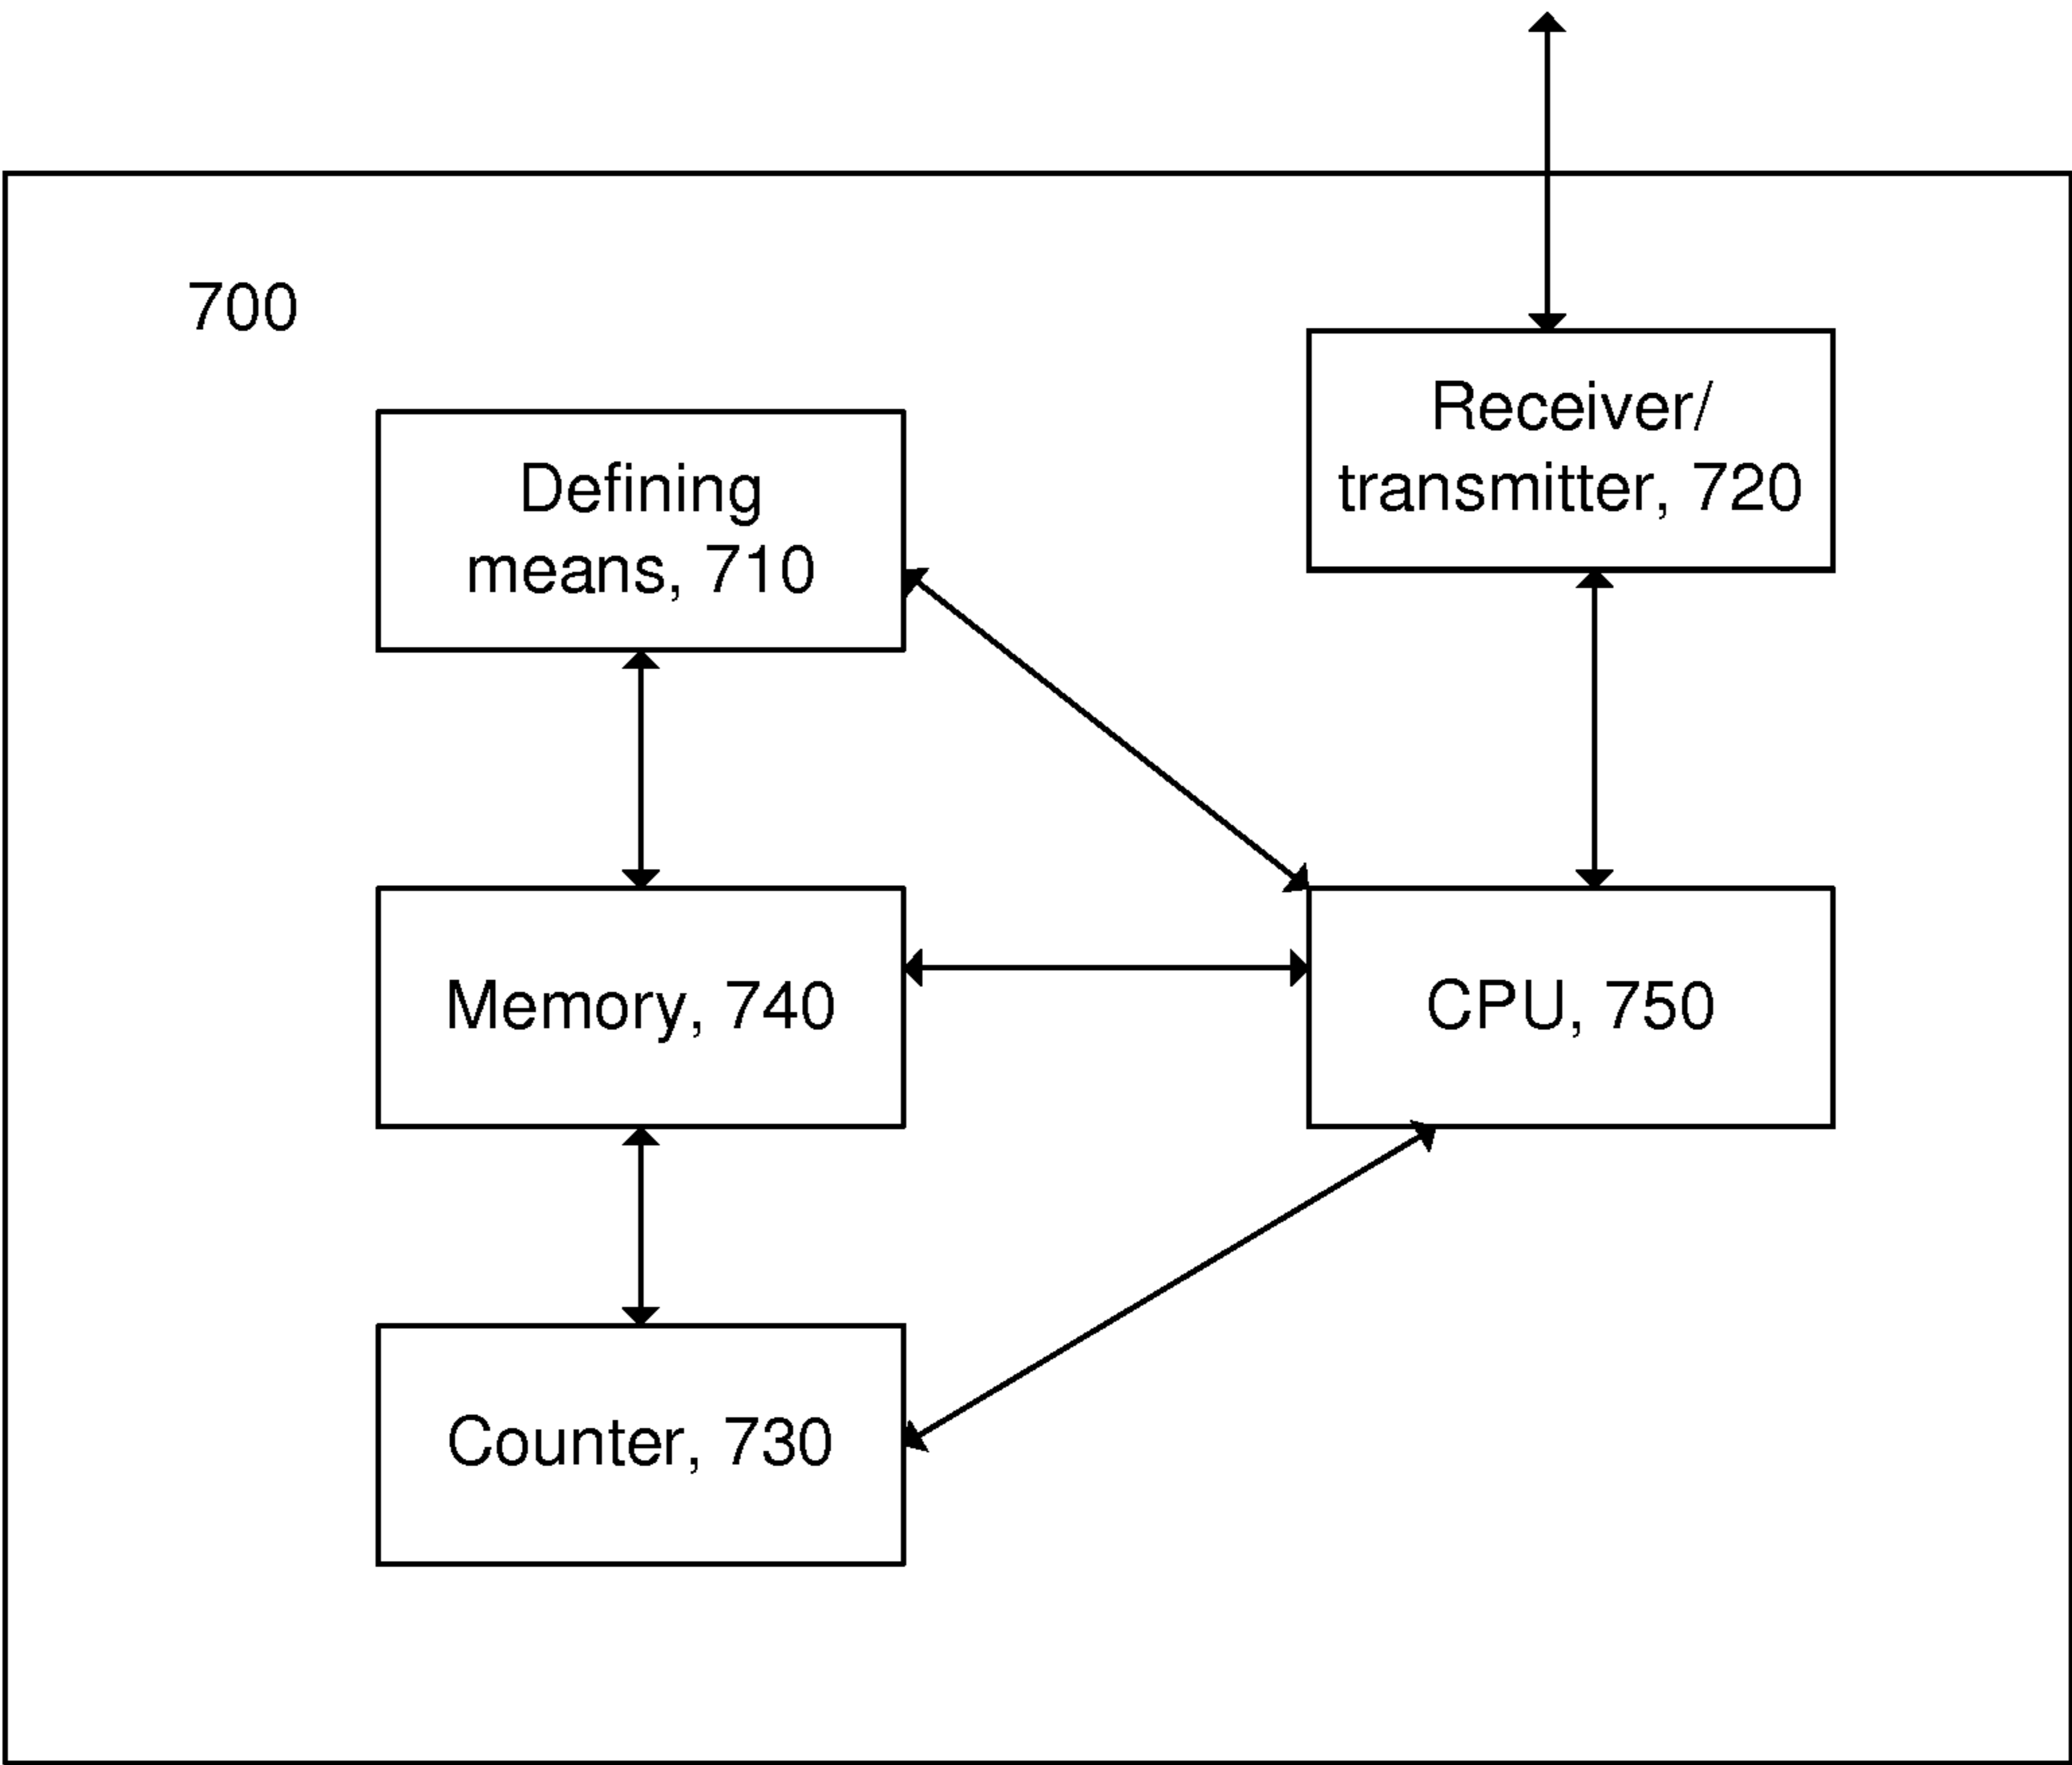 700
Receiver/
transmitter, 720
Defining
means, 710
Memory, 740
CPU, 750
Counter, 730